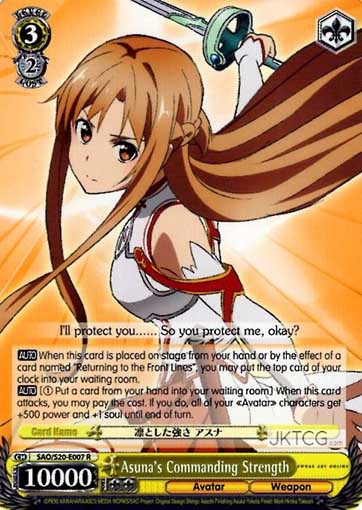 3
2
I'll protect you...... So you protect me, okay?
AUTO When this card is placed on stage from your hand or by the effect of a
card named "Returning to the Front Lines", you may put the top card of your
clock into your waiting room.
AUTO [① Put a card from your hand into your waiting room] When this card
attacks, you may pay the cost. If you do, all of your «Avatar» characters get
+500 power and +1 soul until end of turn.
Card Name
凛とした強さ アスナ
JKTCG.com
CH SAO/S20-E007 R
Asuna's Commanding Strength
SWORD ART ONLINE
10000
Avatar
Weapon